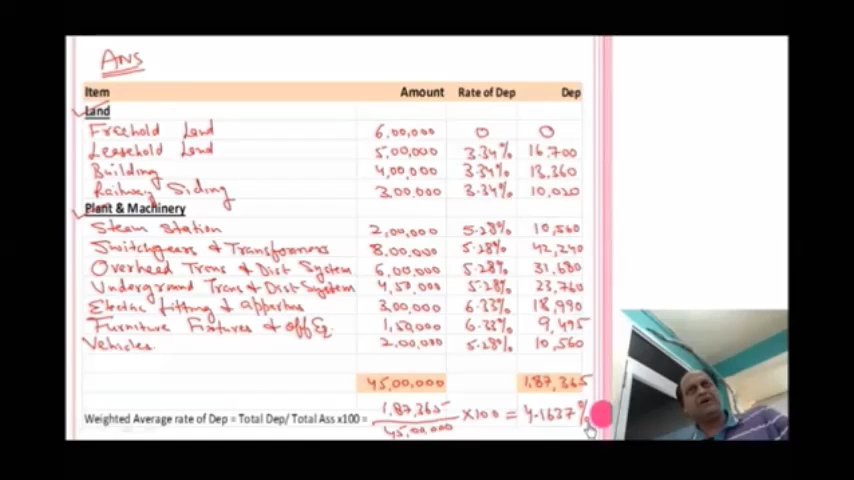 Ans
Item Amount Rate of Dep Dep
Land
Freehold Land 6,00,000 0 0
Leasehold Land 5,00,000 3.34% 16,700
Building 4,00,000 3.34% 13,360
Railway Siding 3,00,000 3.34% 10,020
Plant & Machinery
Steam Station 2,00,000 5.28% 10,560
Switchgears & Transformers 8,00,000 5.28% 42,240
Overhead Trans & Dist System 6,00,000 5.28% 31,680
Underground Trans & Dist System 4,50,000 5.28% 23,760
Electric fitting & apparatus 3,00,000 6.33% 18,990
Furniture Fixtures & off Eq. 1,50,000 6.33% 9,495
Vehicles 2,00,000 5.28% 10,560
45,00,000 1,87,365
Weighted Average rate of Dep = Total Dep/ Total Ass x100 = 1,87,365 / 45,00,000 X100 = 4.1637%